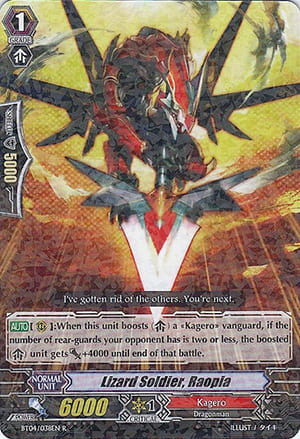 1
GRADE
SHIELD
5000
I've gotten rid of the others. You're next.
AUTO [ ]:When this unit boosts ( ) a «Kagero» vanguard, if the
number of rear-guards your opponent has is two or less, the boosted
unit gets +4000 until end of that battle.
NORMAL
UNIT
Lizard Soldier, Raopia
POWER
6000
1
CRITICAL
Kagero
Dragonman
BT04/038EN R
ILLUST / タイキ